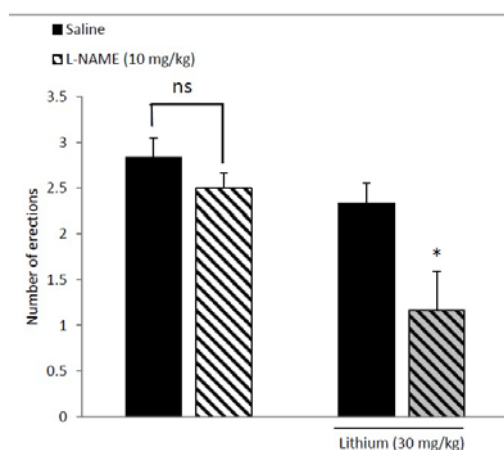 Saline
L-NAME (10 mg/kg)
ns
3.5
3
2.5
2
1.5
1
0.5
0
Number of erections
*
Lithium (30 mg/kg)